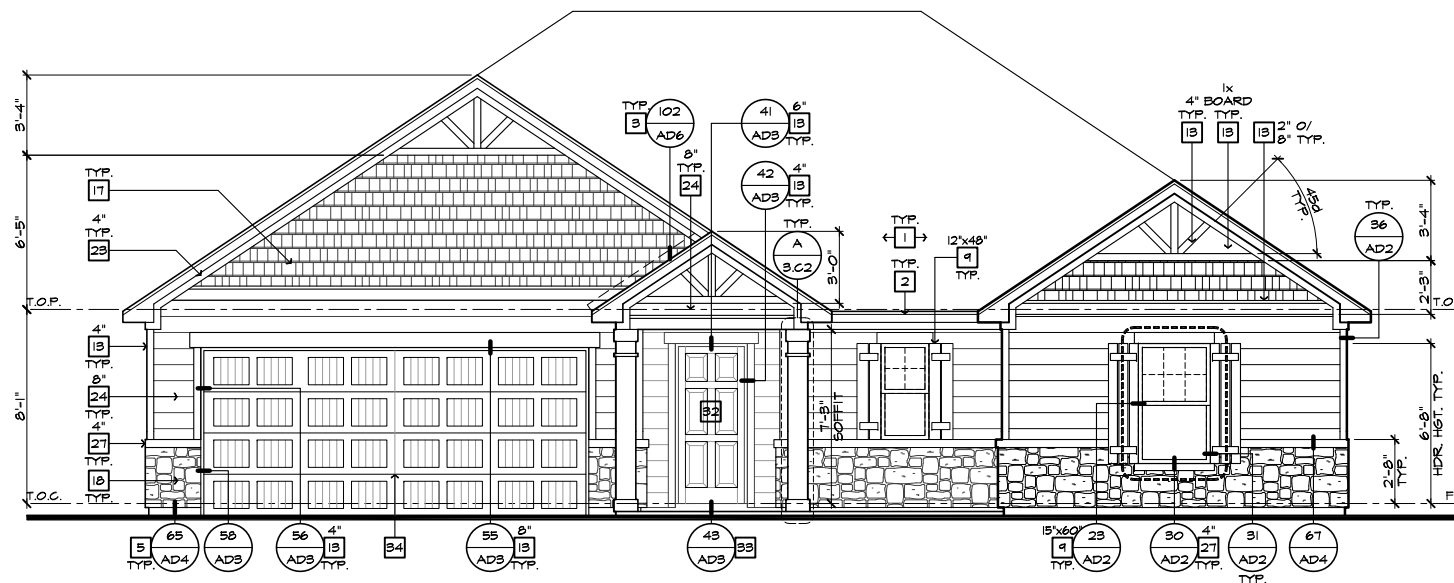 3'-4"
6'-5"
8'-1"
T.O.P.
T.O.C.
TYP.
17
4"
TYP.
23
4"
13
TYP.
8"
24
TYP.
4"
27
TYP.
18
TYP.
TYP.
3
102
AD6
8"
TYP.
24
41
AD3
6"
13
TYP.
42
AD3
4"
13
TYP.
TYP.
A
3.C2
3'-0"
TYP.
1
TYP.
2
12"x48"
9
TYP.
1x
4" BOARD
TYP. TYP.
13 13
13 2" O/
8" TYP.
45d
TYP.
TYP.
36
AD2
3'-4"
2'-3"
T.O
6'-8"
HDR. HGT. TYP.
2'-8"
TYP.
F
32
7'-8"
SOFFIT
5
TYP.
65
AD4
58
AD3
56
AD3
4"
13
TYP.
34
55
AD3
8"
13
TYP.
43
AD3
33
15"x60"
9
TYP.
23
AD2
30
AD2
4"
27
TYP.
31
AD2
TYP.
67
AD4